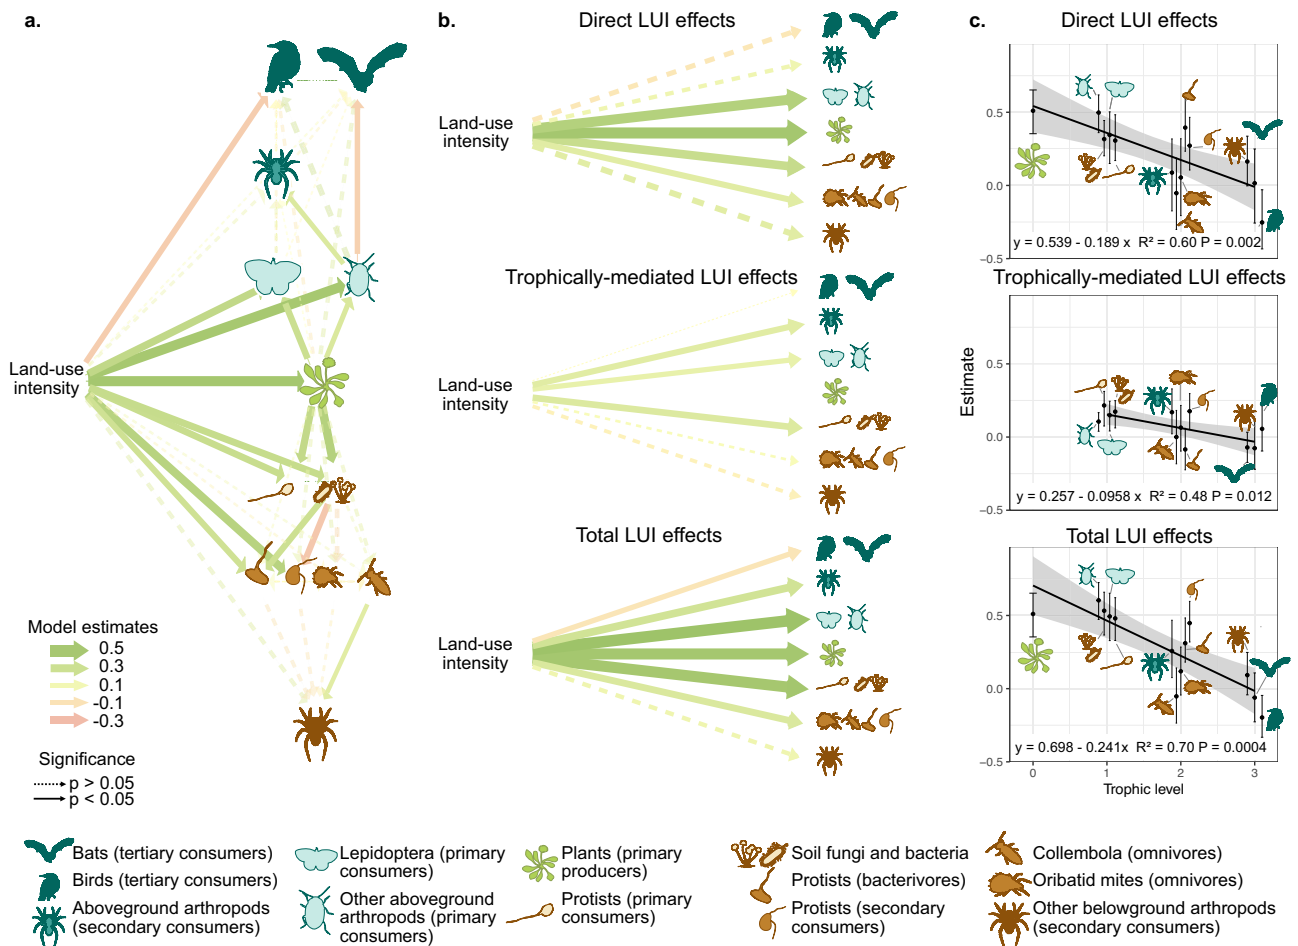 a.
Land-use
intensity
Model estimates
0.5
0.3
0.1
-0.1
-0.3
Significance
p > 0.05
p < 0.05
b.
Direct LUI effects
Land-use
intensity
Trophically-mediated LUI effects
Land-use
intensity
Total LUI effects
Land-use
intensity
c.
Direct LUI effects
0.5
0.0
−0.5
y = 0.539 - 0.189 x R² = 0.60 P = 0.002
Trophically-mediated LUI effects
Estimate
0.5
0.0
−0.5
y = 0.257 - 0.0958 x R² = 0.48 P = 0.012
Total LUI effects
0.5
0.0
−0.5
y = 0.698 - 0.241x R² = 0.70 P = 0.0004
0 1 2 3
Trophic level
Bats (tertiary consumers)
Birds (tertiary consumers)
Aboveground arthropods
(secondary consumers)
Lepidoptera (primary
consumers)
Other aboveground
arthropods (primary
consumers)
Plants (primary
producers)
Protists (primary
consumers)
Soil fungi and bacteria
Protists (bacterivores)
Protists (secondary
consumers)
Collembola (omnivores)
Oribatid mites (omnivores)
Other belowground arthropods
(secondary consumers)